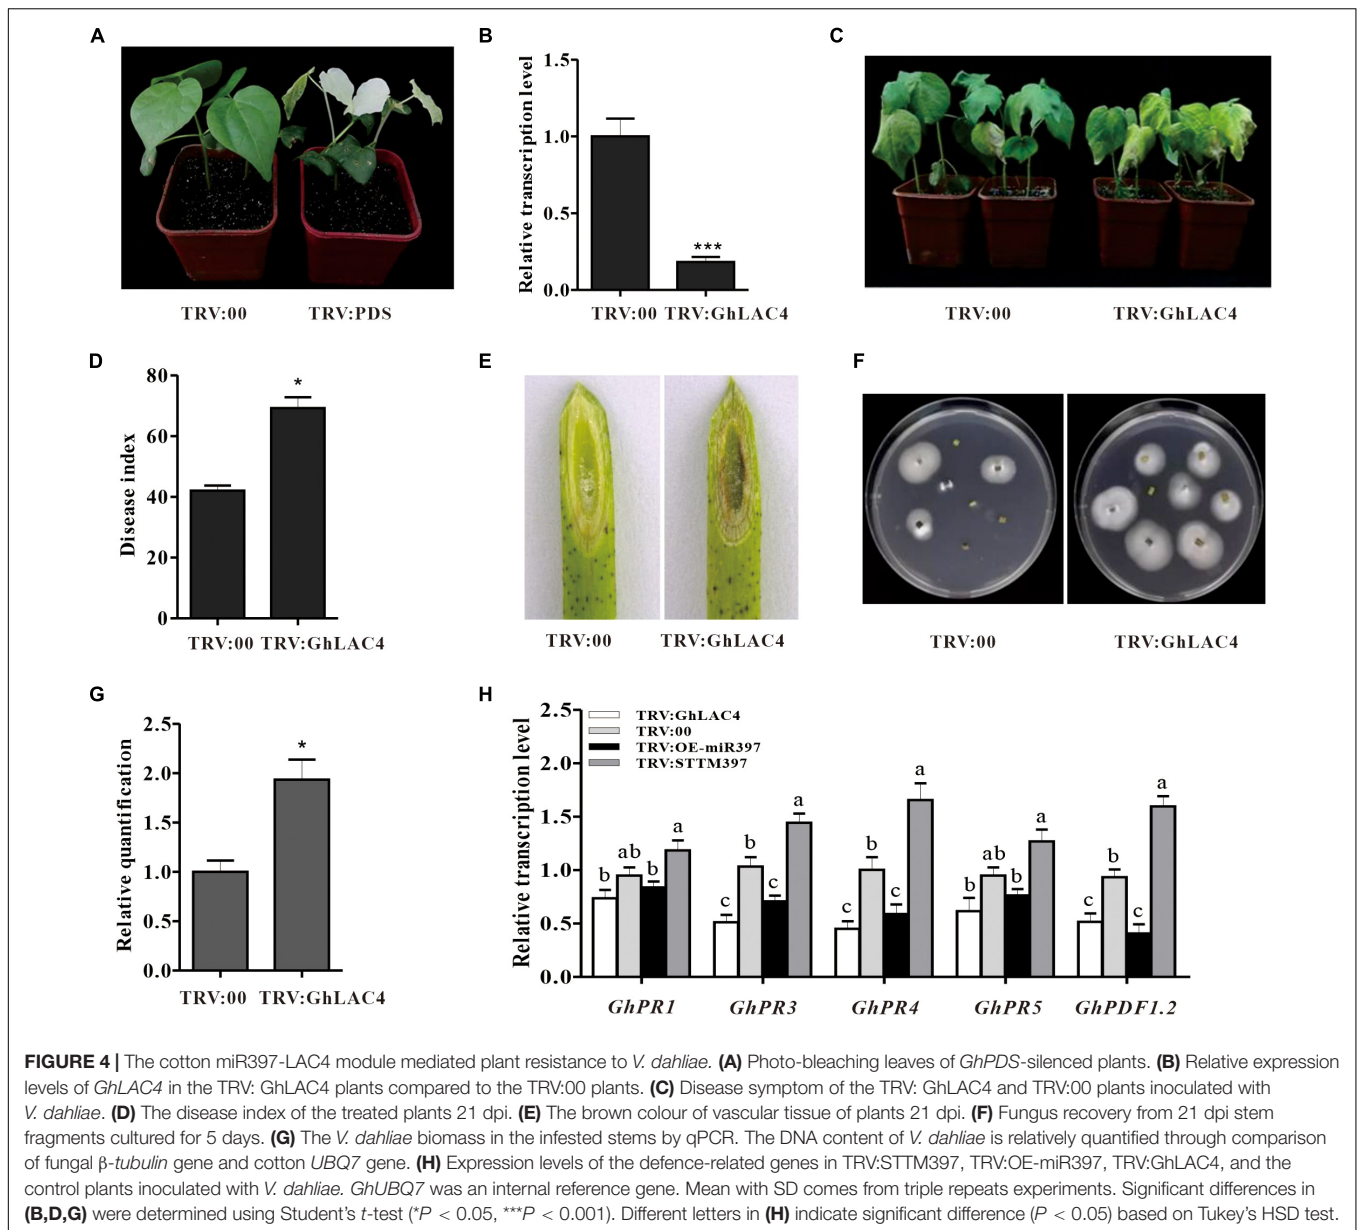 A
B
C
TRV:00 TRV:PDS
Relative transcription level
1.5
1.0
0.5
0.0
***
TRV:00 TRV:GhLAC4
TRV:00 TRV:GhLAC4
D
E
F
Disease index
80
60
40
20
0
*
TRV:00 TRV:GhLAC4
TRV:00 TRV:GhLAC4
TRV:00 TRV:GhLAC4
G
H
Relative quantification
2.5
2.0
1.5
1.0
0.5
0.0
*
TRV:00 TRV:GhLAC4
Relative transcription level
2.5
2.0
1.5
1.0
0.5
0.0
TRV:GhLAC4
TRV:00
TRV:OE-miR397
TRV:STTM397
b ab b a
c b c a
c b c a
b ab b a
c b c a
GhPR1 GhPR3 GhPR4 GhPR5 GhPDF1.2
FIGURE 4 | The cotton miR397-LAC4 module mediated plant resistance to V. dahliae. (A) Photo-bleaching leaves of GhPDS-silenced plants. (B) Relative expression
levels of GhLAC4 in the TRV: GhLAC4 plants compared to the TRV:00 plants. (C) Disease symptom of the TRV: GhLAC4 and TRV:00 plants inoculated with
V. dahliae. (D) The disease index of the treated plants 21 dpi. (E) The brown colour of vascular tissue of plants 21 dpi. (F) Fungus recovery from 21 dpi stem
fragments cultured for 5 days. (G) The V. dahliae biomass in the infested stems by qPCR. The DNA content of V. dahliae is relatively quantified through comparison
of fungal β-tubulin gene and cotton UBQ7 gene. (H) Expression levels of the defence-related genes in TRV:STTM397, TRV:OE-miR397, TRV:GhLAC4, and the
control plants inoculated with V. dahliae. GhUBQ7 was an internal reference gene. Mean with SD comes from triple repeats experiments. Significant differences in
(B,D,G) were determined using Student's t-test (*P < 0.05, ***P < 0.001). Different letters in (H) indicate significant difference (P < 0.05) based on Tukey's HSD test.